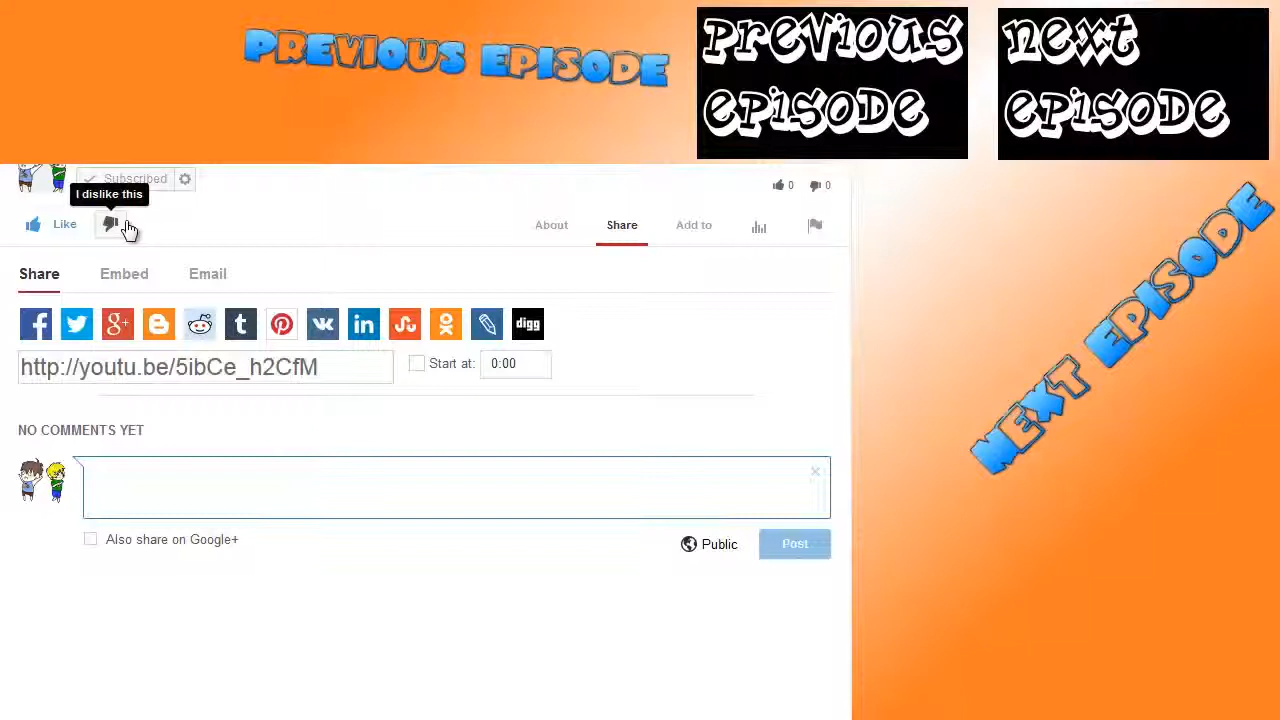 PREVIOUS EPISODE
PREVIOUS
EPISODE
NEXT
EPISODE
Subscribed
I dislike this
0
0
Like
About
Share
Add to
NEXT EPISODE
Share
Embed
Email
digg
http://youtu.be/5ibCe_h2CfM
Start at:
0:00
NO COMMENTS YET
Also share on Google+
Public
Post